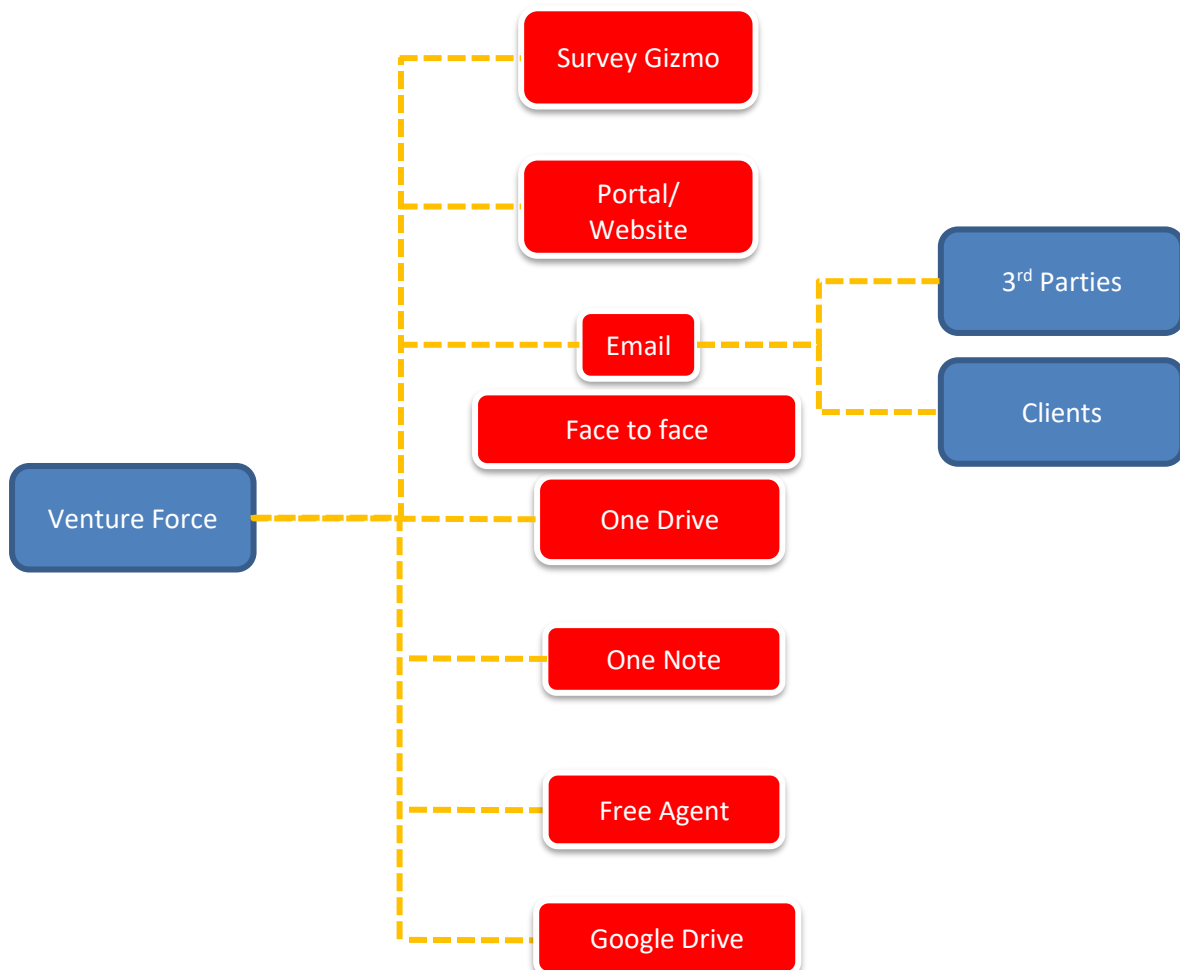 Survey Gizmo
Portal/
Website
3rd Parties
Email
Clients
Face to face
Venture Force
One Drive
One Note
Free Agent
Google Drive